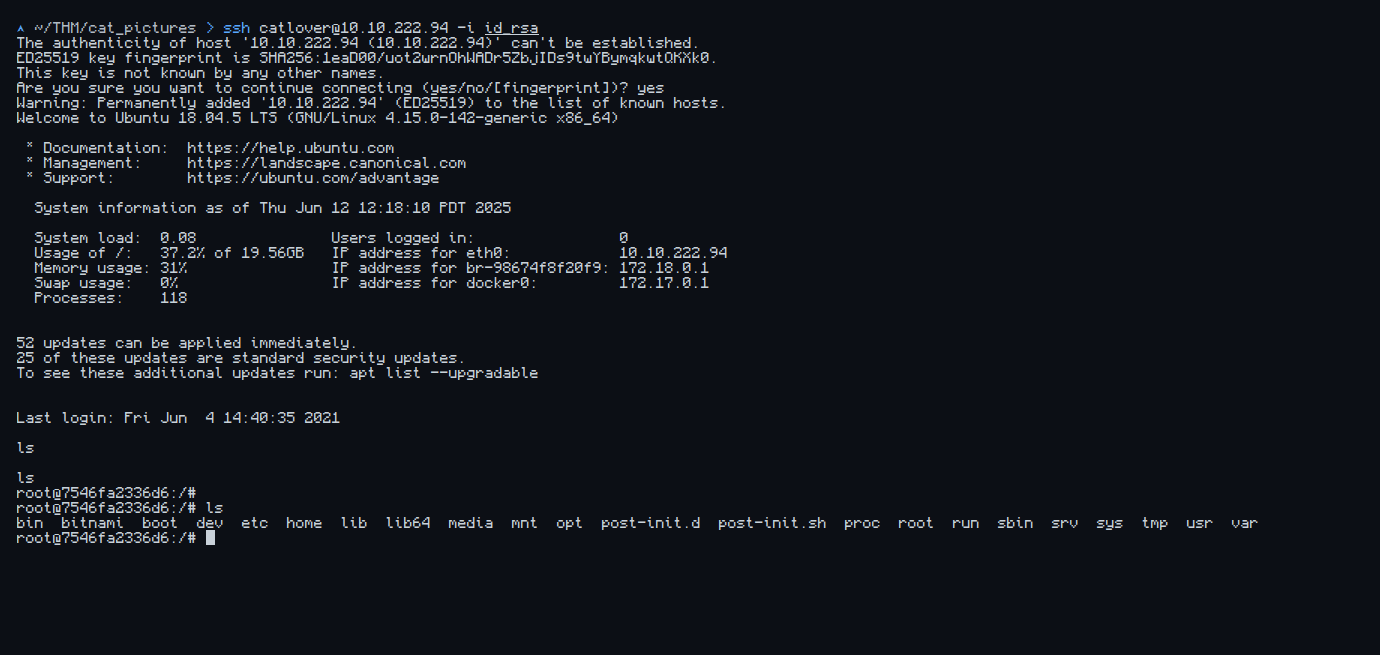 ^ ~/THM/cat_pictures > ssh catlover@10.10.222.94 -i id_rsa
The authenticity of host '10.10.222.94 (10.10.222.94)' can't be established.
ED25519 key fingerprint is SHA256:1eaD00/uot2wrnOhWADr5ZbjIDs9twYBymqkwtOKXk0.
This key is not known by any other names.
Are you sure you want to continue connecting (yes/no/[fingerprint])? yes
Warning: Permanently added '10.10.222.94' (ED25519) to the list of known hosts.
Welcome to Ubuntu 18.04.5 LTS (GNU/Linux 4.15.0-142-generic x86_64)
* Documentation:  https://help.ubuntu.com
* Management:     https://landscape.canonical.com
* Support:        https://ubuntu.com/advantage
System information as of Thu Jun 12 12:18:10 PDT 2025
System load:  0.08               Users logged in:                0
Usage of /:   37.2% of 19.56GB   IP address for eth0:            10.10.222.94
Memory usage: 31%                IP address for br-98674f8f20f9: 172.18.0.1
Swap usage:   0%                 IP address for docker0:         172.17.0.1
Processes:    118
52 updates can be applied immediately.
25 of these updates are standard security updates.
To see these additional updates run: apt list --upgradable
Last login: Fri Jun  4 14:40:35 2021
ls
ls
root@7546fa2336d6:/#
root@7546fa2336d6:/# ls
bin  bitnami  boot  dev  etc  home  lib  lib64  media  mnt  opt  post-init.d  post-init.sh  proc  root  run  sbin  srv  sys  tmp  usr  var
root@7546fa2336d6:/#